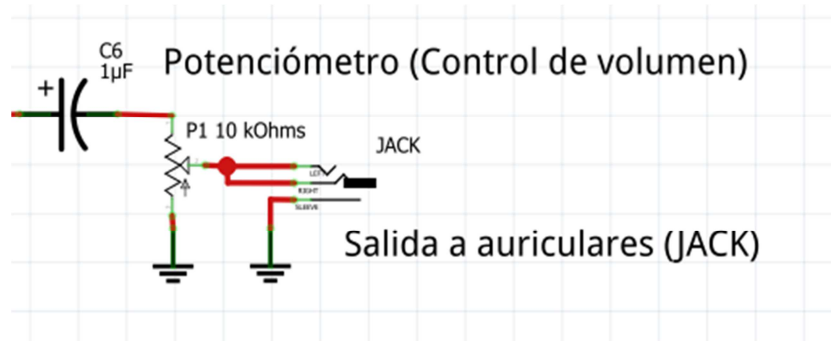 C6
1µF
+
Potenciómetro (Control de volumen)
P1 10 kOhms
JACK
LEFT
RIGHT
SLEEVE
Salida a auriculares (JACK)